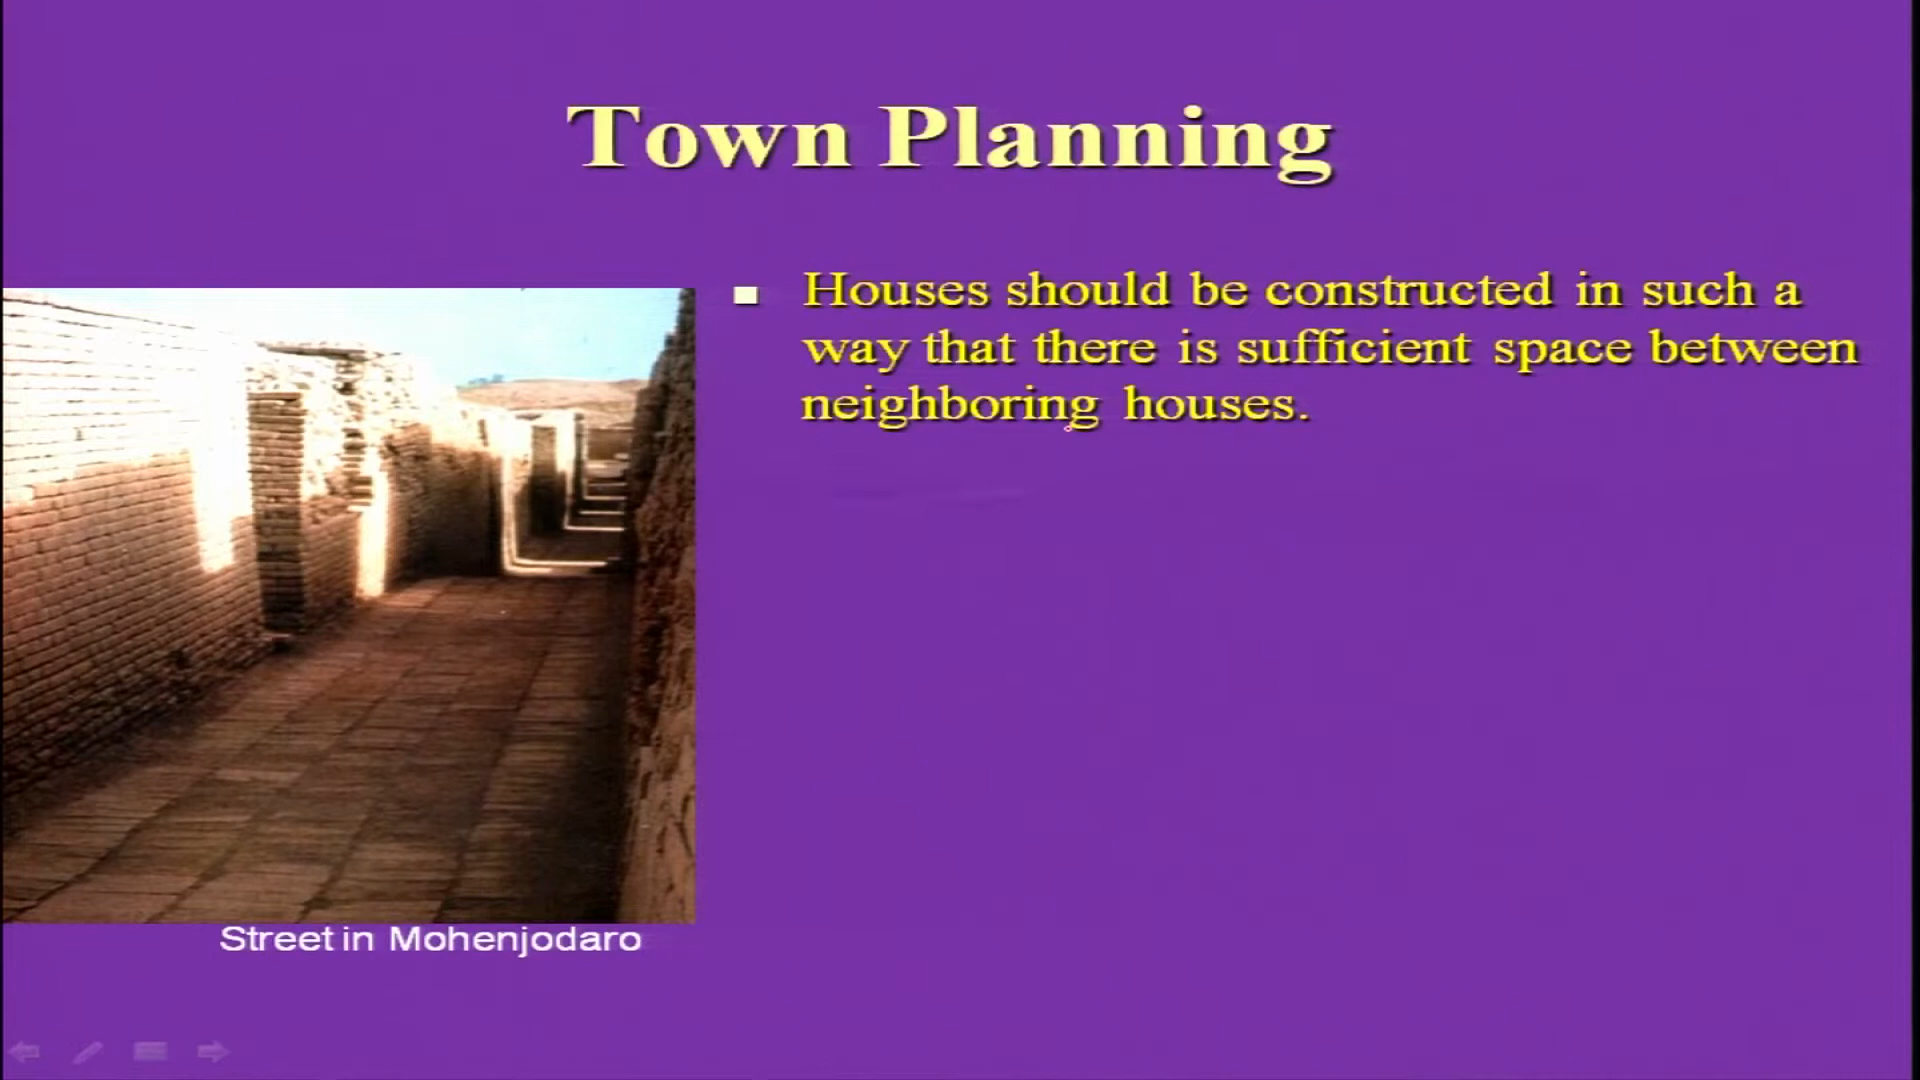 Town Planning
Houses should be constructed in such a
way that there is sufficient space between
neighboring houses.
Street in Mohenjodaro